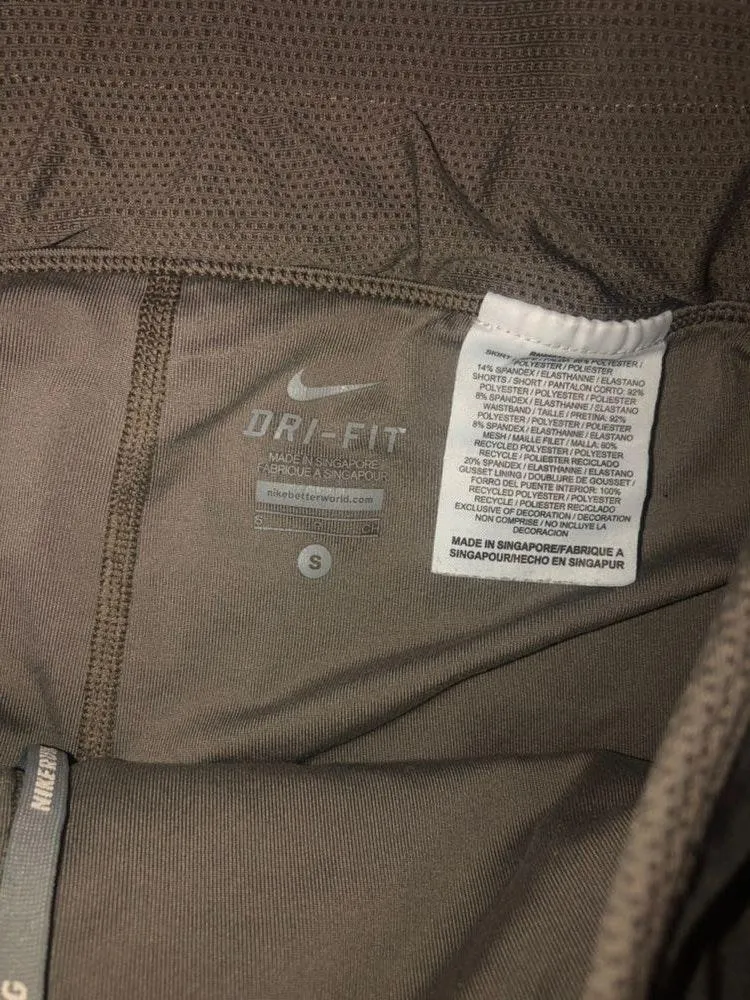 DRI-FIT
MADE IN SINGAPORE
FABRIQUE A SINGAPOUR
nikebetterworld.com
S
S
POLYESTER /
14% SPANDEX / ELASTHANNE / ELASTANO
SHORTS / SHORT / PANTALON CORTO: 92%
POLYESTER / POLYESTER / POLIESTER
8% SPANDEX / ELASTHANNE / ELASTANO
WAISTBAND / TAILLE / PRETINA: 92%
POLYESTER / POLYESTER / POLIESTER
8% SPANDEX / ELASTHANNE / ELASTANO
MESH / MAILLE FILET / MALLA: 80%
RECYCLED POLYESTER / POLYESTER
RECYCLE / POLIESTER RECICLADO
20% SPANDEX / ELASTHANNE / ELASTANO
GUSSET LINING / DOUBLURE DE GOUSSET /
FORRO DEL PUENTE INTERIOR: 100%
RECYCLED POLYESTER / POLYESTER
RECYCLE / POLIESTER RECICLADO
EXCLUSIVE OF DECORATION / DECORATION
NON COMPRISE / NO INCLUYE LA
DECORACION
MADE IN SINGAPORE/FABRIQUE A
SINGAPOUR/HECHO EN SINGAPUR